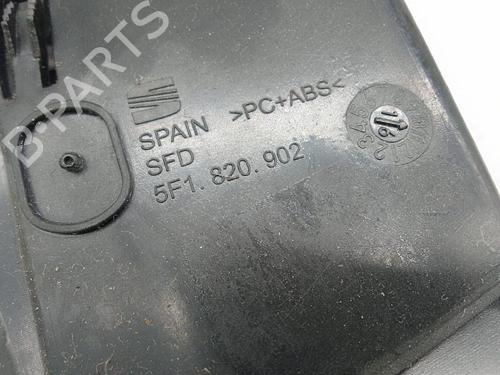 B-PARTS
SPAIN >PC+ABS<
SFD
5F1.820.902